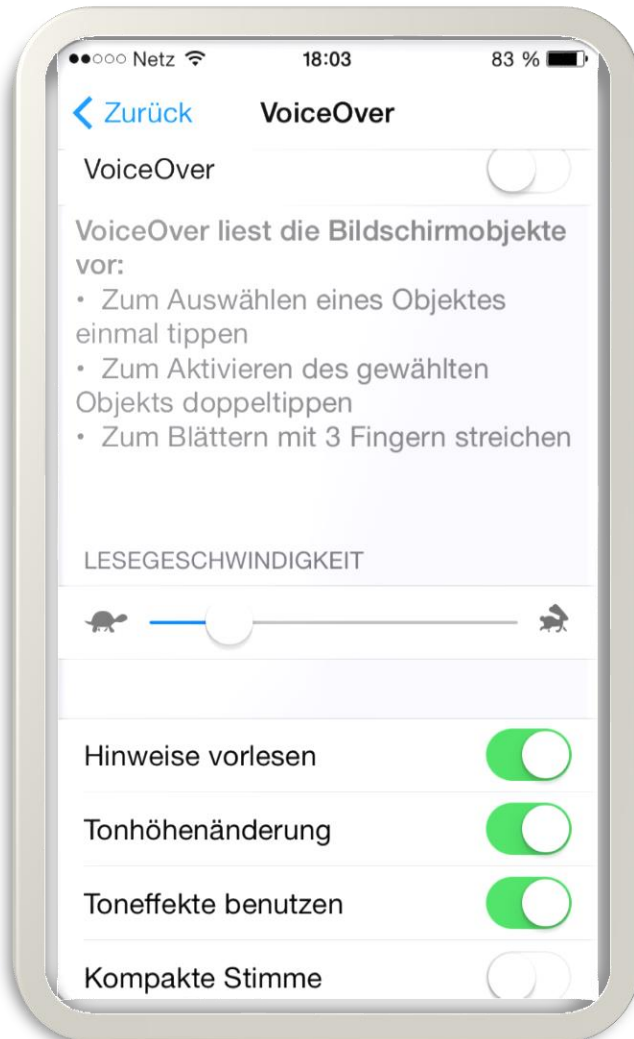 Netz 18:03 83 %
Zurück VoiceOver
VoiceOver
VoiceOver liest die Bildschirmobjekte
vor:
• Zum Auswählen eines Objektes
einmal tippen
• Zum Aktivieren des gewählten
Objekts doppeltippen
• Zum Blättern mit 3 Fingern streichen
LESEGESCHWINDIGKEIT
Hinweise vorlesen
Tonhöhenänderung
Toneffekte benutzen
Kompakte Stimme